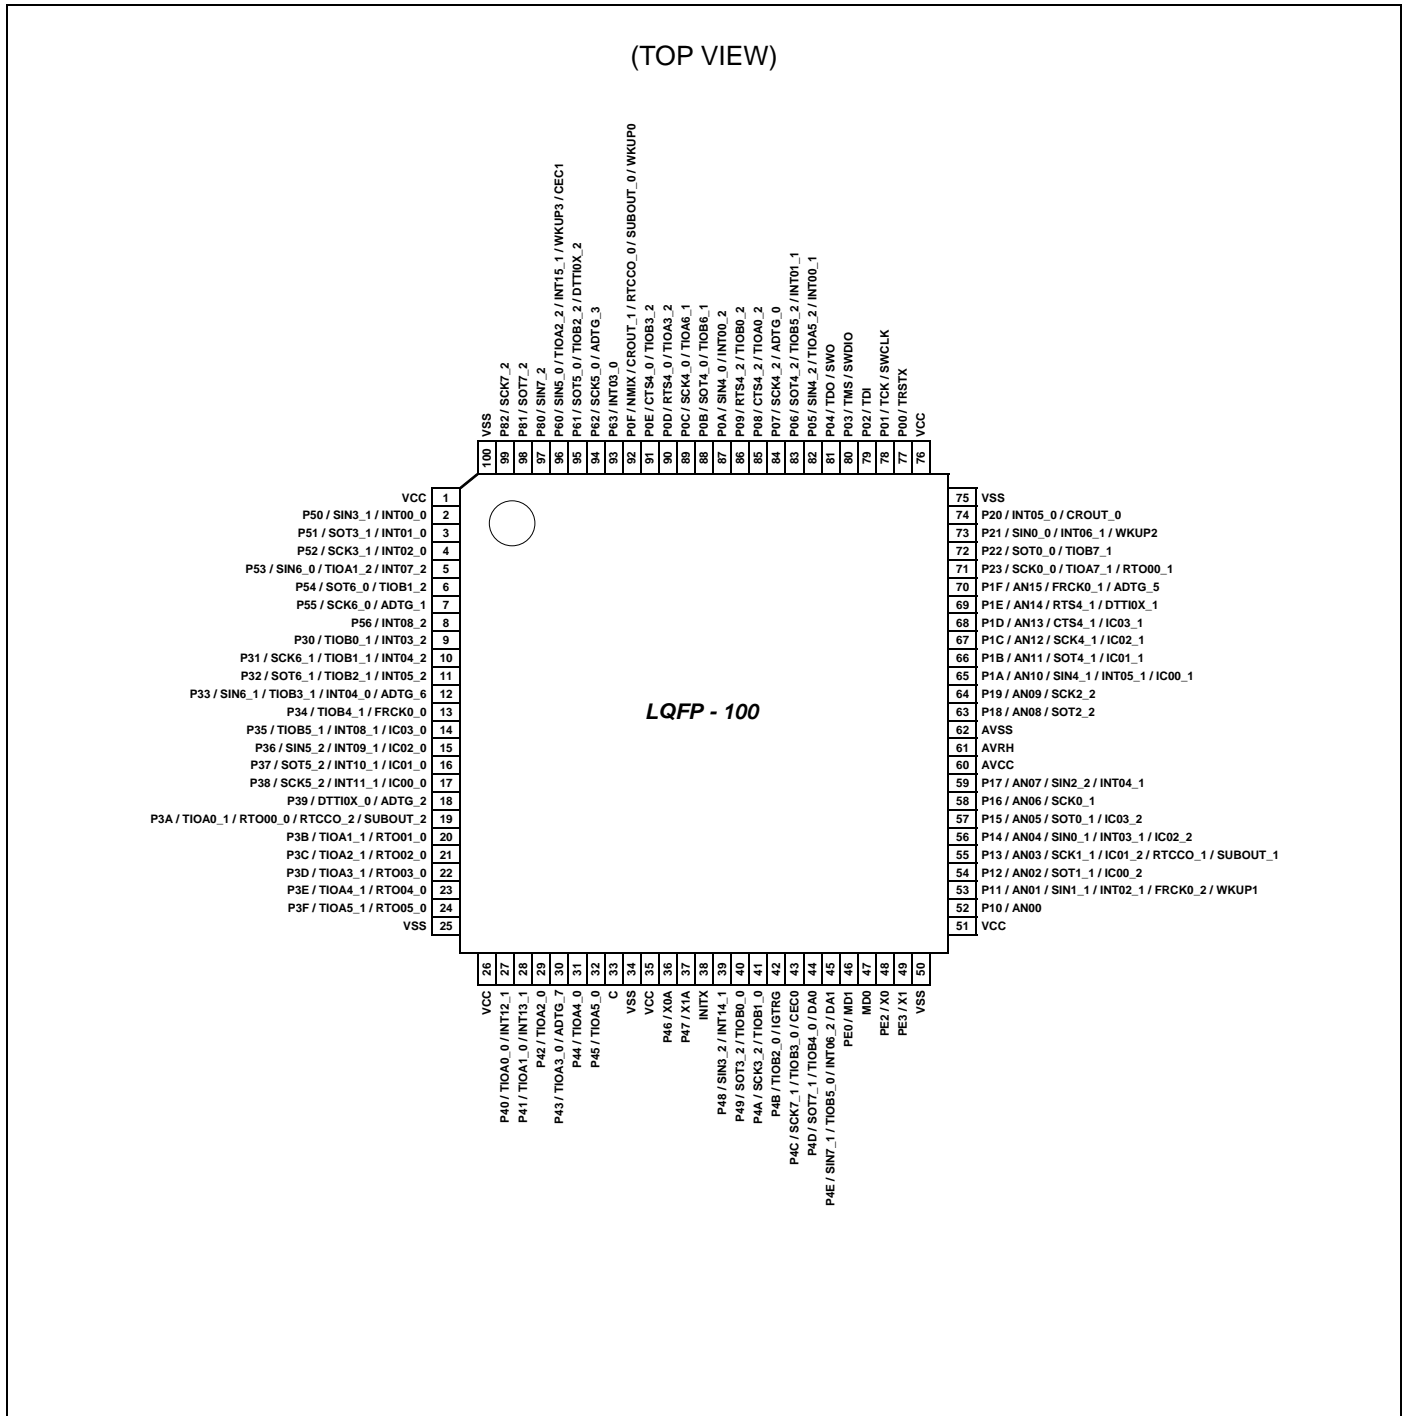 (TOP VIEW)
VSS
P82 / SCK7_2
P81 / SOT7_2
P80 / SIN7_2
P60 / SIN5_0 / TIOA2_2 / INT15_1 / WKUP3 / CEC1
P61 / SOT5_0 / TIOB2_2 / DTTI0X_2
P62 / SCK5_0 / ADTG_3
P63 / INT03_0
P0F / NMIX / CROUT_1 / RTCCO_0 / SUBOUT_0 / WKUP0
P0E / CTS4_0 / TIOB3_2
P0D / RTS4_0 / TIOA3_2
P0C / SCK4_0 / TIOA6_1
P0B / SOT4_0 / TIOB6_1
P0A / SIN4_0 / INT00_2
P09 / RTS4_2 / TIOB0_2
P08 / CTS4_2 / TIOA0_2
P07 / SCK4_2 / ADTG_0
P06 / SOT4_2 / TIOB5_2 / INT01_1
P05 / SIN4_2 / TIOA5_2 / INT00_1
P04 / TDO / SWO
P03 / TMS / SWDIO
P02 / TDI
P01 / TCK / SWCLK
P00 / TRSTX
VCC
100
99
98
97
96
95
94
93
92
91
90
89
88
87
86
85
84
83
82
81
80
79
78
77
76
VCC 1
P50 / SIN3_1 / INT00_0 2
P51 / SOT3_1 / INT01_0 3
P52 / SCK3_1 / INT02_0 4
P53 / SIN6_0 / TIOA1_2 / INT07_2 5
P54 / SOT6_0 / TIOB1_2 6
P55 / SCK6_0 / ADTG_1 7
P56 / INT08_2 8
P30 / TIOB0_1 / INT03_2 9
P31 / SCK6_1 / TIOB1_1 / INT04_2 10
P32 / SOT6_1 / TIOB2_1 / INT05_2 11
P33 / SIN6_1 / TIOB3_1 / INT04_0 / ADTG_6 12
P34 / TIOB4_1 / FRCK0_0 13
P35 / TIOB5_1 / INT08_1 / IC03_0 14
P36 / SIN5_2 / INT09_1 / IC02_0 15
P37 / SOT5_2 / INT10_1 / IC01_0 16
P38 / SCK5_2 / INT11_1 / IC00_0 17
P39 / DTTI0X_0 / ADTG_2 18
P3A / TIOA0_1 / RTO00_0 / RTCCO_2 / SUBOUT_2 19
P3B / TIOA1_1 / RTO01_0 20
P3C / TIOA2_1 / RTO02_0 21
P3D / TIOA3_1 / RTO03_0 22
P3E / TIOA4_1 / RTO04_0 23
P3F / TIOA5_1 / RTO05_0 24
VSS 25
LQFP - 100
75 VSS
74 P20 / INT05_0 / CROUT_0
73 P21 / SIN0_0 / INT06_1 / WKUP2
72 P22 / SOT0_0 / TIOB7_1
71 P23 / SCK0_0 / TIOA7_1 / RTO00_1
70 P1F / AN15 / FRCK0_1 / ADTG_5
69 P1E / AN14 / RTS4_1 / DTTI0X_1
68 P1D / AN13 / CTS4_1 / IC03_1
67 P1C / AN12 / SCK4_1 / IC02_1
66 P1B / AN11 / SOT4_1 / IC01_1
65 P1A / AN10 / SIN4_1 / INT05_1 / IC00_1
64 P19 / AN09 / SCK2_2
63 P18 / AN08 / SOT2_2
62 AVSS
61 AVRH
60 AVCC
59 P17 / AN07 / SIN2_2 / INT04_1
58 P16 / AN06 / SCK0_1
57 P15 / AN05 / SOT0_1 / IC03_2
56 P14 / AN04 / SIN0_1 / INT03_1 / IC02_2
55 P13 / AN03 / SCK1_1 / IC01_2 / RTCCO_1 / SUBOUT_1
54 P12 / AN02 / SOT1_1 / IC00_2
53 P11 / AN01 / SIN1_1 / INT02_1 / FRCK0_2 / WKUP1
52 P10 / AN00
51 VCC
26
27
28
29
30
31
32
33
34
35
36
37
38
39
40
41
42
43
44
45
46
47
48
49
50
VCC
P40 / TIOA0_0 / INT12_1
P41 / TIOA1_0 / INT13_1
P42 / TIOA2_0
P43 / TIOA3_0 / ADTG_7
P44 / TIOA4_0
P45 / TIOA5_0
C
VSS
VCC
P46 / X0A
P47 / X1A
INITX
P48 / SIN3_2 / INT14_1
P49 / SOT3_2 / TIOB0_0
P4A / SCK3_2 / TIOB1_0
P4B / TIOB2_0 / IGTRG
P4C / SCK7_1 / TIOB3_0 / CEC0
P4D / SOT7_1 / TIOB4_0 / DA0
P4E / SIN7_1 / TIOB5_0 / INT06_2 / DA1
PE0 / MD1
MD0
PE2 / X0
PE3 / X1
VSS